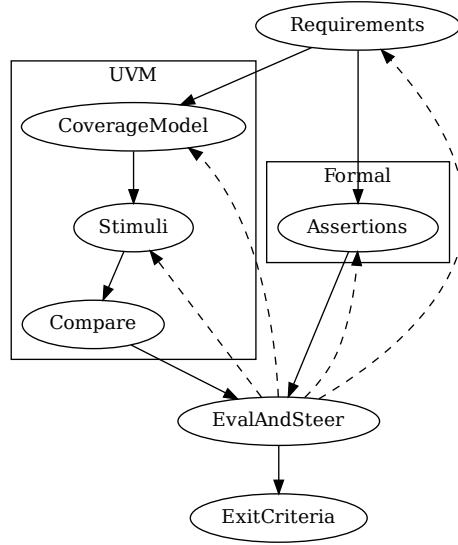 Requirements
UVM
CoverageModel
Formal
Stimuli
Assertions
Compare
EvalAndSteer
ExitCriteria